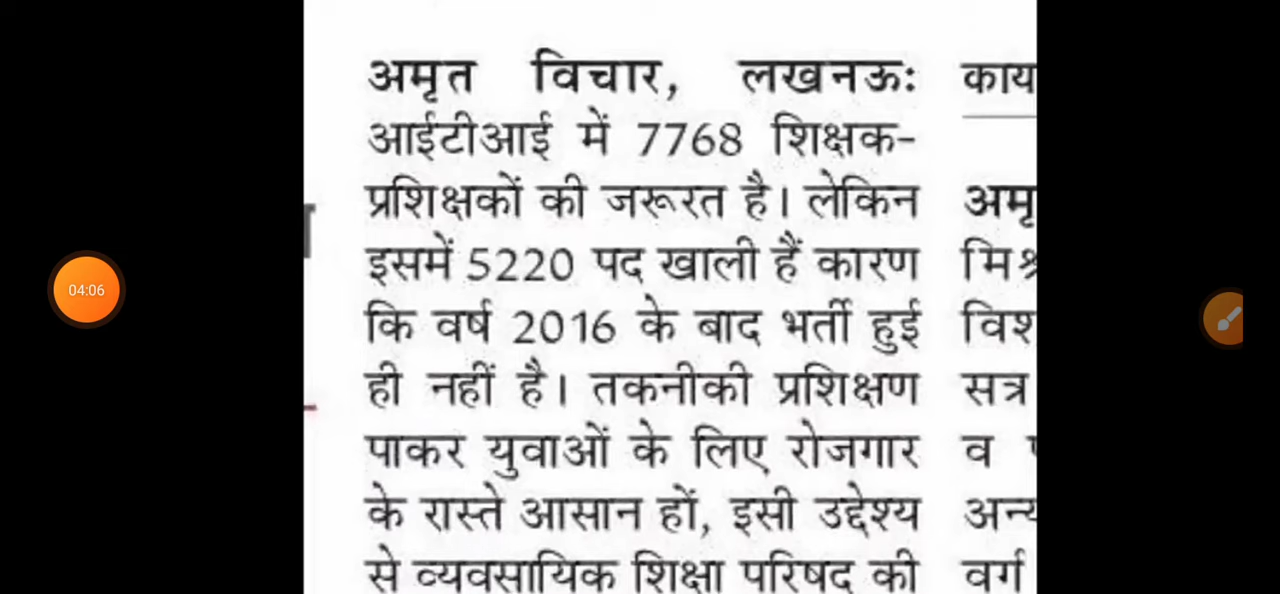 अमृत विचार, लखनऊः
आईटीआई में 7768 शिक्षक-
प्रशिक्षकों की जरूरत है। लेकिन
इसमें 5220 पद खाली हैं कारण
कि वर्ष 2016 के बाद भर्ती हुई
ही नहीं है। तकनीकी प्रशिक्षण
पाकर युवाओं के लिए रोजगार
के रास्ते आसान हों, इसी उद्देश्य
से व्यवसायिक शिक्षा परिषद की
सत्र
व
वर्ग
04:06